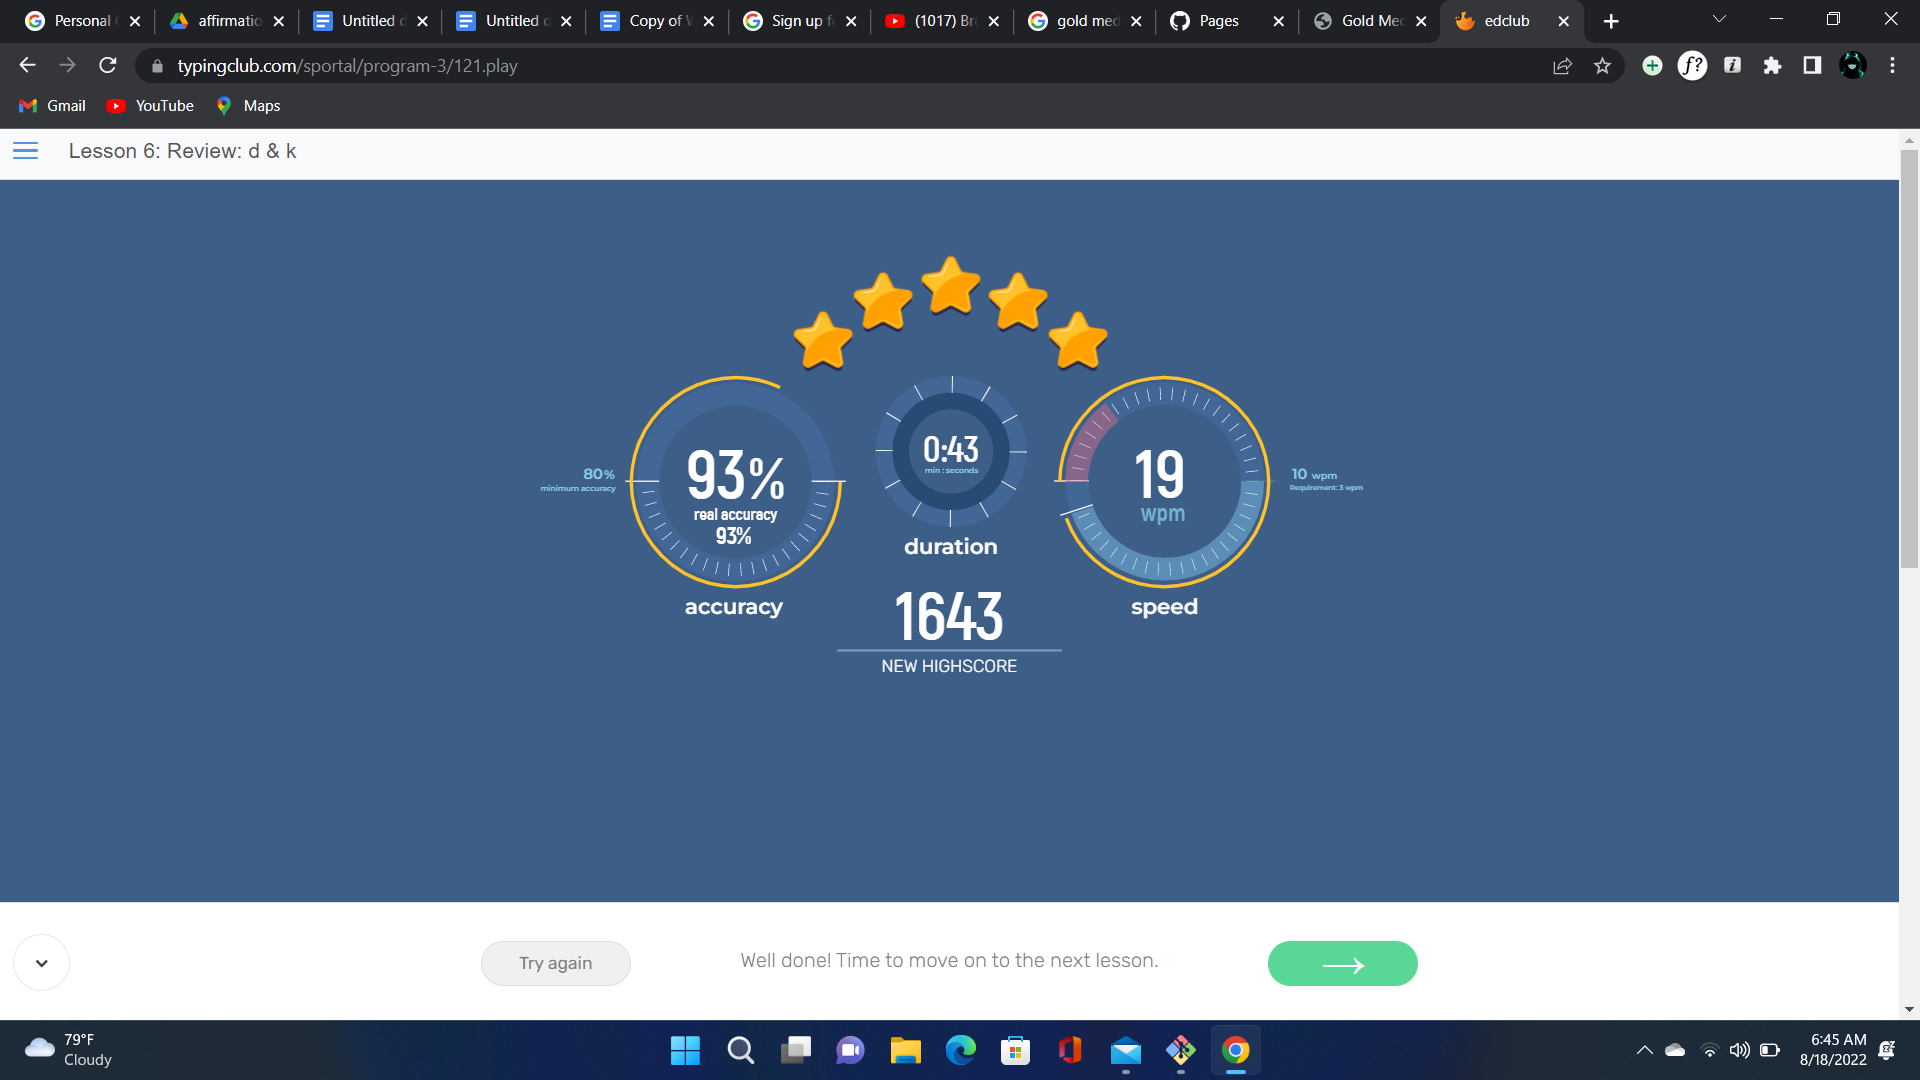 Personal
affirmatio
Untitled
Untitled
Copy of
Sign up f
(1017) Br
gold med
Pages
Gold Med
edclub
typingclub.com/sportal/program-3/121.play
f?
i
Gmail
YouTube
Maps
Lesson 6: Review: d & k
80%
minimum accuracy
93%
real accuracy
93%
accuracy
0:43
min : seconds
duration
19
wpm
speed
10 wpm
Requirement: 3 wpm
1643
NEW HIGHSCORE
Try again
Well done! Time to move on to the next lesson.
79°F
Cloudy
6:45 AM
8/18/2022